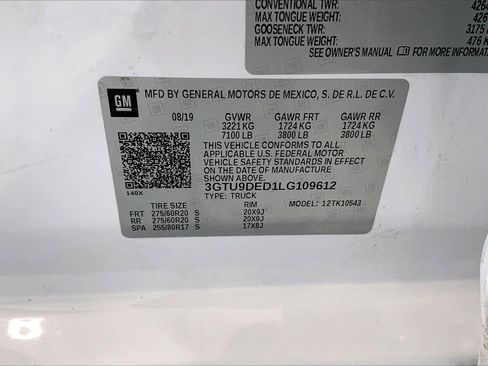 CONVENTIONAL TWR:
MAX TONGUE WEIGHT:
GOOSENECK TWR: 3175
MAX TONGUE WEIGHT: 476 K
SEE OWNER'S MANUAL FOR MORE
GM
MFD BY GENERAL MOTORS DE MEXICO, S. DE R.L. DE C.V.
08/19 GVWR GAWR FRT GAWR RR
3221 KG 1724 KG 1724 KG
7100 LB 3800 LB 3800 LB
THIS VEHICLE CONFORMS TO ALL
APPLICABLE U.S. FEDERAL MOTOR
VEHICLE SAFETY STANDARDS IN
EFFECT ON THE DATE OF
MANUFACTURE SHOWN ABOVE.
3GTU9DED1LG109612
140X
TYPE: TRUCK
TIRE SIZE RIM MODEL: 12TK10543
FRT 275/60R20 S 20X9J
RR 275/60R20 S 20X9J
SPA 255/80R17 S 17X8J